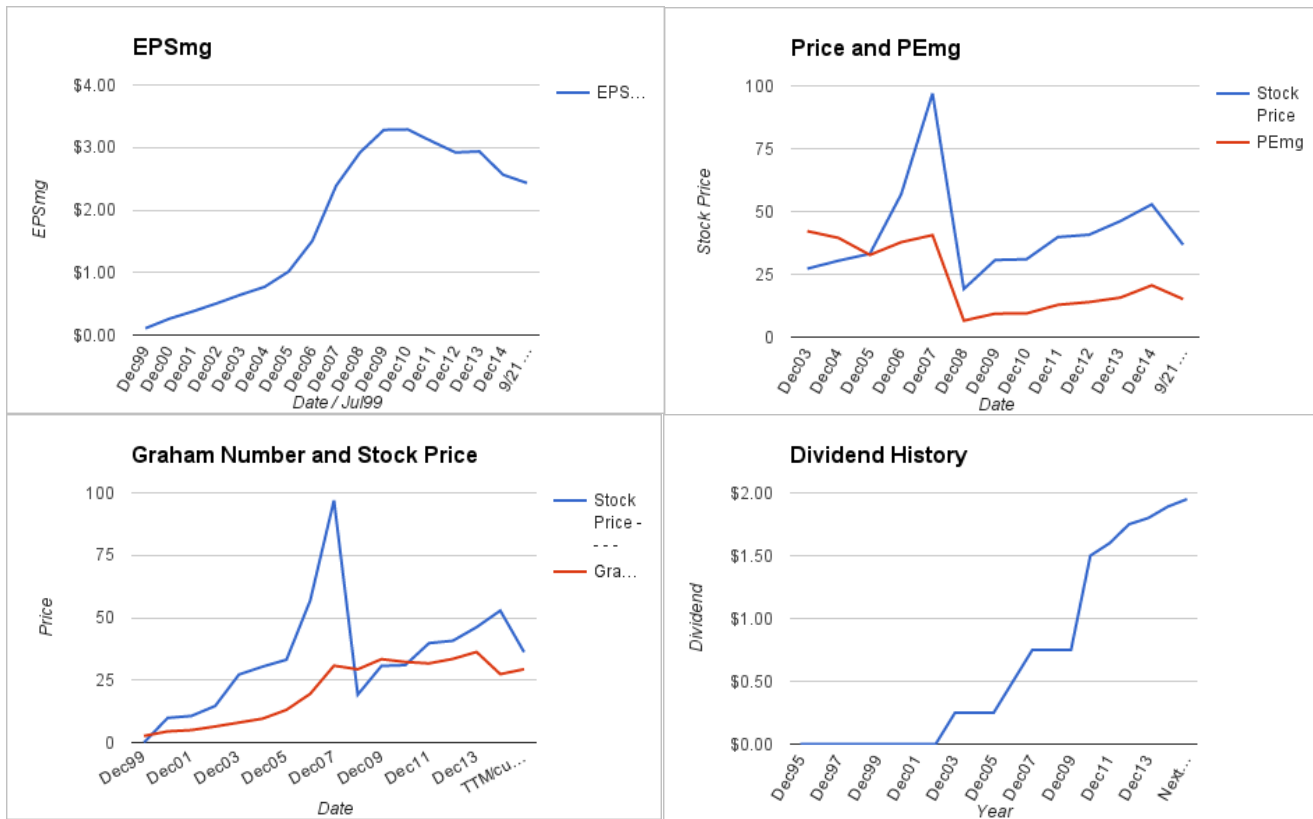 EPSmg
$4.00
$3.00
$2.00
$1.00
$0.00
EPSmg
Dec99
Dec00
Dec01
Dec02
Dec03
Dec04
Dec05
Dec06
Dec07
Dec08
Dec09
Dec10
Dec11
Dec12
Dec13
Dec14
9/21 ...
Date / Jul99
EPS...
Price and PEmg
100
75
50
25
0
Stock Price
Dec03
Dec04
Dec05
Dec06
Dec07
Dec08
Dec09
Dec10
Dec11
Dec12
Dec13
Dec14
9/21 ...
Date
Stock
Price
PEmg
Graham Number and Stock Price
100
75
50
25
0
Price
Dec99
Dec01
Dec03
Dec05
Dec07
Dec09
Dec11
Dec13
TTM/cu...
Date
Stock
Price -
- - -
Gra...
Dividend History
$2.00
$1.50
$1.00
$0.50
$0.00
Dividend
Dec95
Dec97
Dec99
Dec01
Dec03
Dec05
Dec07
Dec09
Dec11
Dec13
Next...
Year